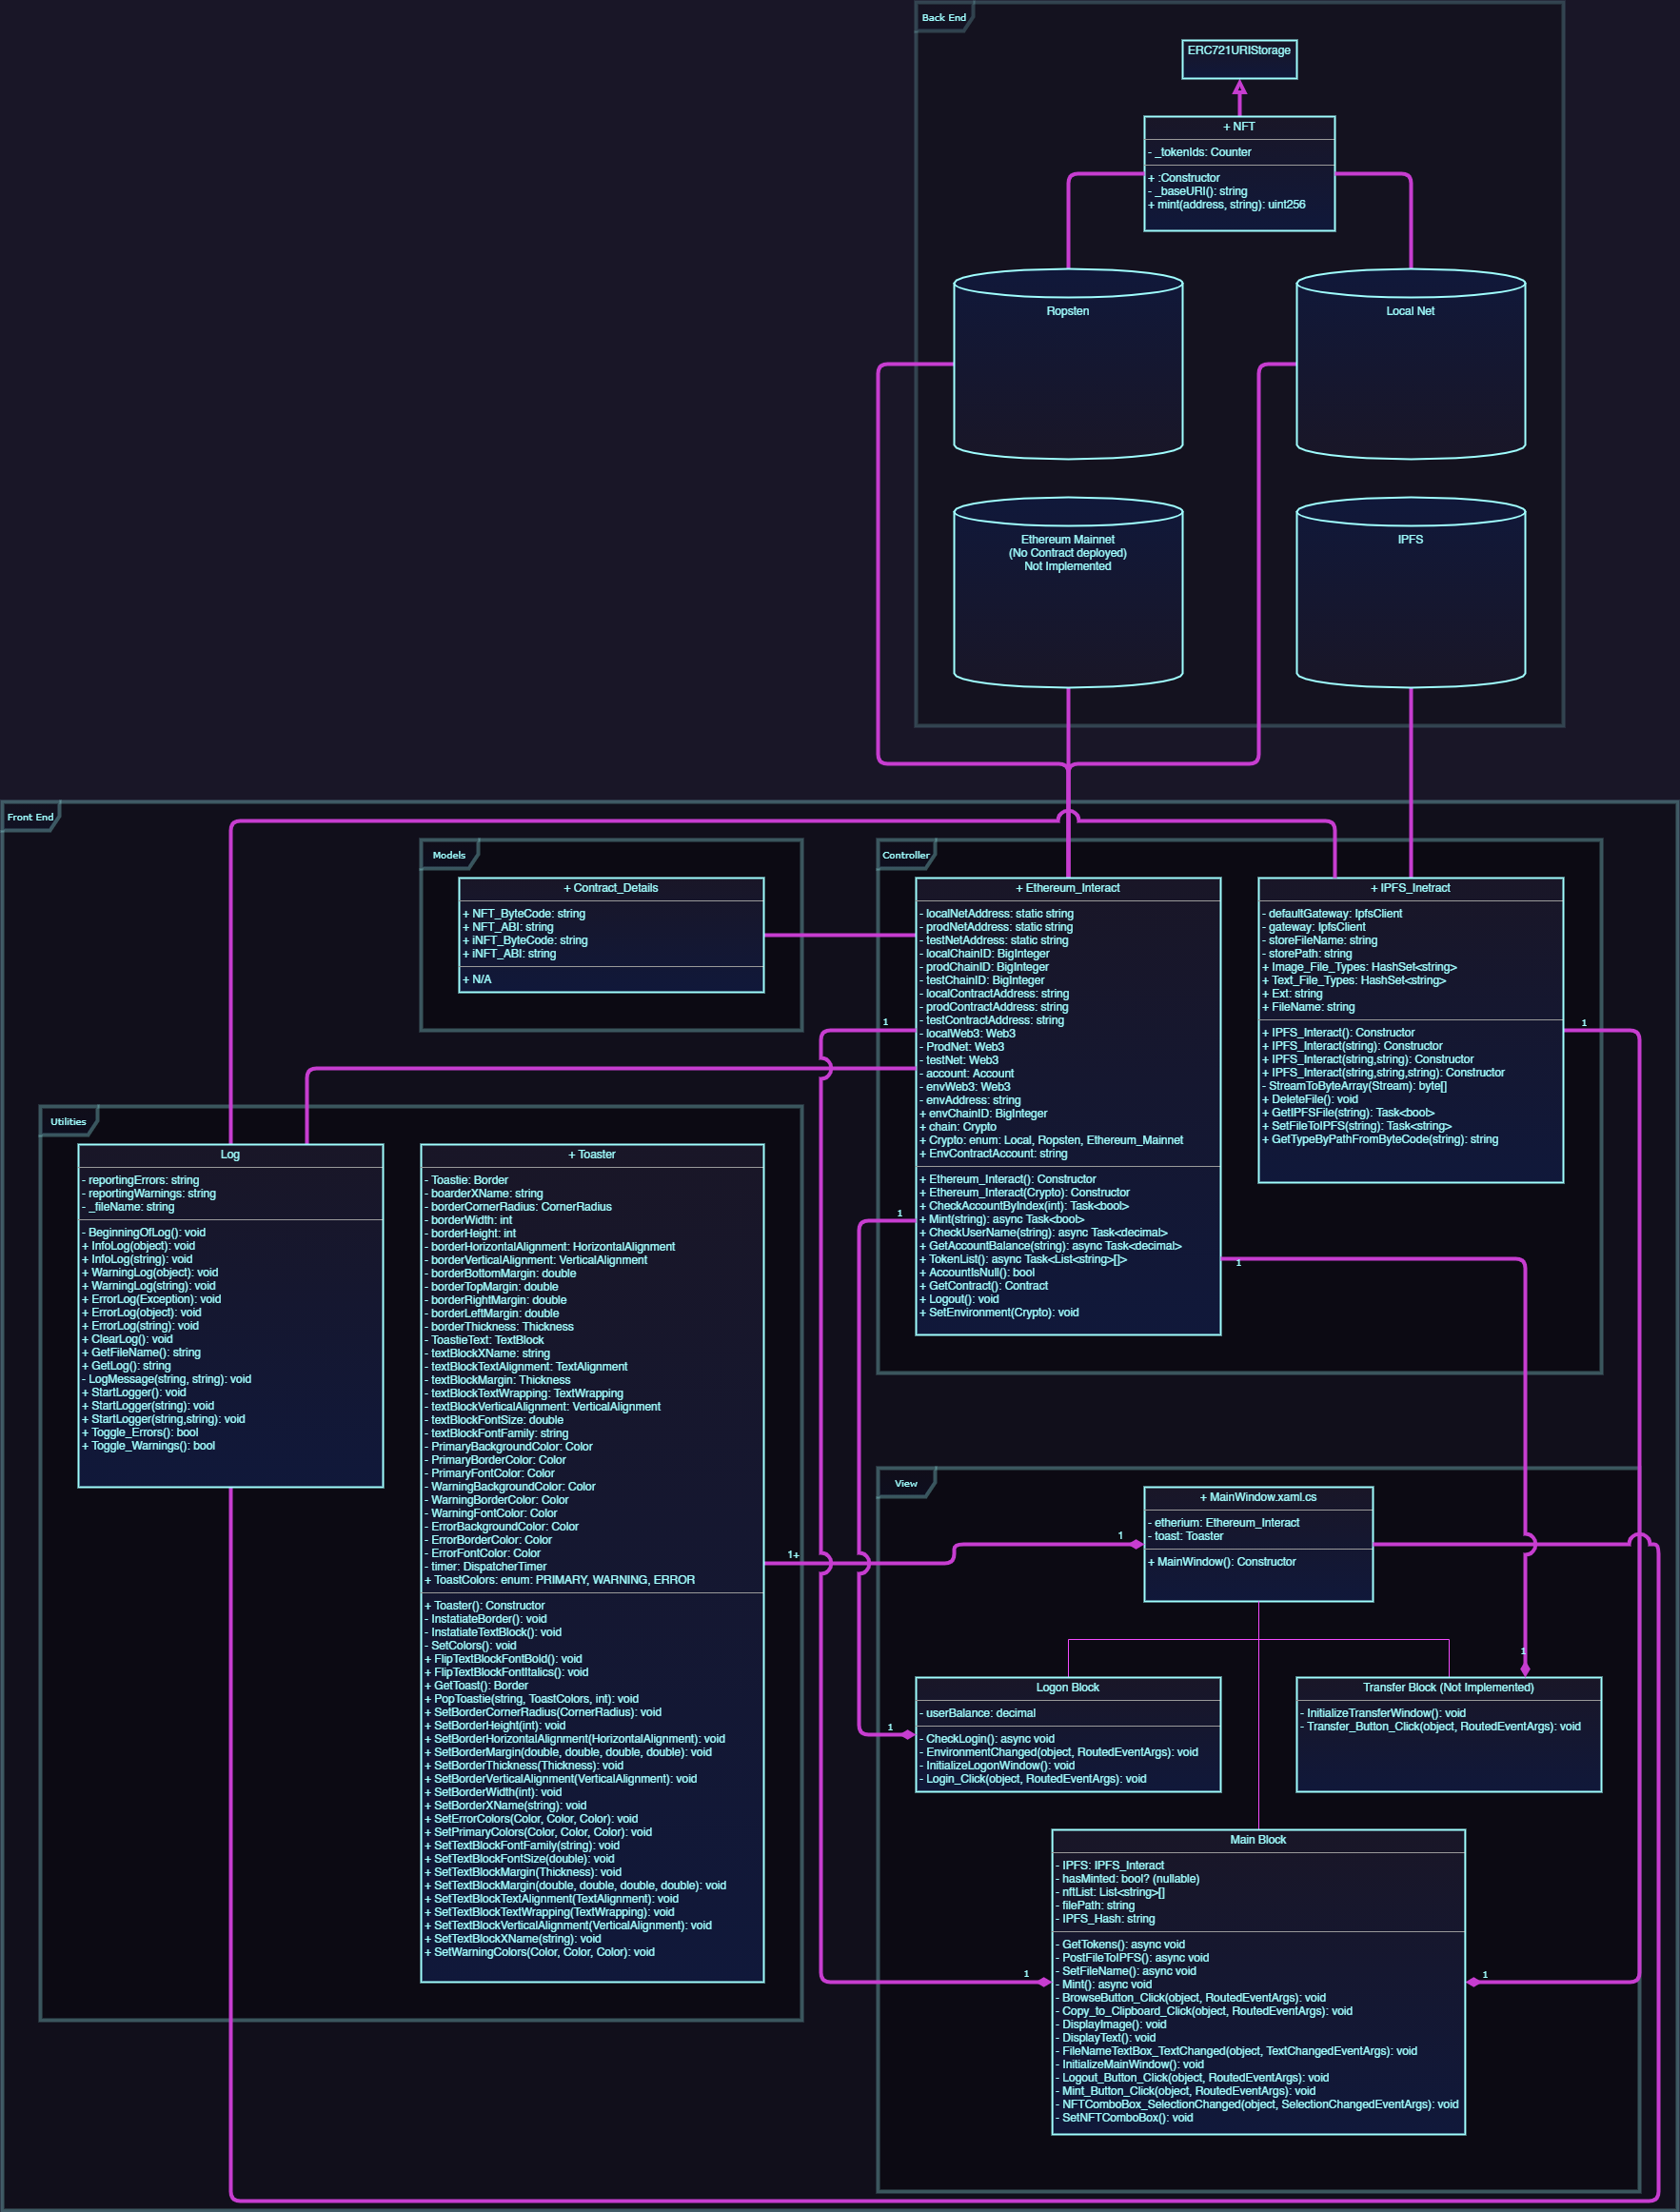 Back End
ERC721URIStorage
+ NFT
- _tokenIds: Counter
+ :Constructor
- _baseURI(): string
+ mint(address, string): uint256
Ropsten
Local Net
Ethereum Mainnet
(No Contract deployed)
Not Implemented
IPFS
Front End
Models
+ Contract_Details
+ NFT_ByteCode: string
+ NFT_ABI: string
+ iNFT_ByteCode: string
+ iNFT_ABI: string
+ N/A
Controller
+ Ethereum_Interact
- localNetAddress: static string
- prodNetAddress: static string
- testNetAddress: static string
- localChainID: BigInteger
- prodChainID: BigInteger
- testChainID: BigInteger
- localContractAddress: string
- prodContractAddress: string
- testContractAddress: string
- localWeb3: Web3
- ProdNet: Web3
- testNet: Web3
- account: Account
- envWeb3: Web3
- envAddress: string
+ envChainID: BigInteger
+ chain: Crypto
+ Crypto: enum: Local, Ropsten, Ethereum_Mainnet
+ EnvContractAccount: string
+ Ethereum_Interact(): Constructor
+ Ethereum_Interact(Crypto): Constructor
+ CheckAccountByIndex(int): Task<bool>
+ Mint(string): async Task<bool>
+ CheckUserName(string): async Task<decimal>
+ GetAccountBalance(string): async Task<decimal>
+ TokenList(): async Task<List<string>[]>
+ AccountIsNull(): bool
+ GetContract(): Contract
+ Logout(): void
+ SetEnvironment(Crypto): void
1
1
1
+ IPFS_Inetract
- defaultGateway: IpfsClient
- gateway: IpfsClient
- storeFileName: string
- storePath: string
+ Image_File_Types: HashSet<string>
+ Text_File_Types: HashSet<string>
+ Ext: string
+ FileName: string
+ IPFS_Interact(): Constructor
+ IPFS_Interact(string): Constructor
+ IPFS_Interact(string,string): Constructor
+ IPFS_Interact(string,string,string): Constructor
- StreamToByteArray(Stream): byte[]
+ DeleteFile(): void
+ GetIPFSFile(string): Task<bool>
+ SetFileToIPFS(string): Task<string>
+ GetTypeByPathFromByteCode(string): string
1
Utilities
Log
- reportingErrors: string
- reportingWarnings: string
- _fileName: string
- BeginningOfLog(): void
+ InfoLog(object): void
+ InfoLog(string): void
+ WarningLog(object): void
+ WarningLog(string): void
+ ErrorLog(Exception): void
+ ErrorLog(object): void
+ ErrorLog(string): void
+ ClearLog(): void
+ GetFileName(): string
+ GetLog(): string
- LogMessage(string, string): void
+ StartLogger(): void
+ StartLogger(string): void
+ StartLogger(string,string): void
+ Toggle_Errors(): bool
+ Toggle_Warnings(): bool
+ Toaster
- Toastie: Border
- boarderXName: string
- borderCornerRadius: CornerRadius
- borderWidth: int
- borderHeight: int
- borderHorizontalAlignment: HorizontalAlignment
- borderVerticalAlignment: VerticalAlignment
- borderBottomMargin: double
- borderTopMargin: double
- borderRightMargin: double
- borderLeftMargin: double
- borderThickness: Thickness
- ToastieText: TextBlock
- textBlockXName: string
- textBlockTextAlignment: TextAlignment
- textBlockMargin: Thickness
- textBlockTextWrapping: TextWrapping
- textBlockVerticalAlignment: VerticalAlignment
- textBlockFontSize: double
- textBlockFontFamily: string
- PrimaryBackgroundColor: Color
- PrimaryBorderColor: Color
- PrimaryFontColor: Color
- WarningBackgroundColor: Color
- WarningBorderColor: Color
- WarningFontColor: Color
- ErrorBackgroundColor: Color
- ErrorBorderColor: Color
- ErrorFontColor: Color
- timer: DispatcherTimer
+ ToastColors: enum: PRIMARY, WARNING, ERROR
+ Toaster(): Constructor
- InstatiateBorder(): void
- InstatiateTextBlock(): void
- SetColors(): void
+ FlipTextBlockFontBold(): void
+ FlipTextBlockFontItalics(): void
+ GetToast(): Border
+ PopToastie(string, ToastColors, int): void
+ SetBorderCornerRadius(CornerRadius): void
+ SetBorderHeight(int): void
+ SetBorderHorizontalAlignment(HorizontalAlignment): void
+ SetBorderMargin(double, double, double, double): void
+ SetBorderThickness(Thickness): void
+ SetBorderVerticalAlignment(VerticalAlignment): void
+ SetBorderWidth(int): void
+ SetBorderXName(string): void
+ SetErrorColors(Color, Color, Color): void
+ SetPrimaryColors(Color, Color, Color): void
+ SetTextBlockFontFamily(string): void
+ SetTextBlockFontSize(double): void
+ SetTextBlockMargin(Thickness): void
+ SetTextBlockMargin(double, double, double, double): void
+ SetTextBlockTextAlignment(TextAlignment): void
+ SetTextBlockTextWrapping(TextWrapping): void
+ SetTextBlockVerticalAlignment(VerticalAlignment): void
+ SetTextBlockXName(string): void
+ SetWarningColors(Color, Color, Color): void
1+
View
1
+ MainWindow.xaml.cs
- etherium: Ethereum_Interact
- toast: Toaster
+ MainWindow(): Constructor
Logon Block
- userBalance: decimal
- CheckLogin(): async void
- EnvironmentChanged(object, RoutedEventArgs): void
- InitializeLogonWindow(): void
- Login_Click(object, RoutedEventArgs): void
1
1
Transfer Block (Not Implemented)
- InitializeTransferWindow(): void
- Transfer_Button_Click(object, RoutedEventArgs): void
Main Block
- IPFS: IPFS_Interact
- hasMinted: bool? (nullable)
- nftList: List<string>[]
- filePath: string
- IPFS_Hash: string
- GetTokens(): async void
- PostFileToIPFS(): async void
- SetFileName(): async void
- Mint(): async void
- BrowseButton_Click(object, RoutedEventArgs): void
- Copy_to_Clipboard_Click(object, RoutedEventArgs): void
- DisplayImage(): void
- DisplayText(): void
- FileNameTextBox_TextChanged(object, TextChangedEventArgs): void
- InitializeMainWindow(): void
- Logout_Button_Click(object, RoutedEventArgs): void
- Mint_Button_Click(object, RoutedEventArgs): void
- NFTComboBox_SelectionChanged(object, SelectionChangedEventArgs): void
- SetNFTComboBox(): void
1
1